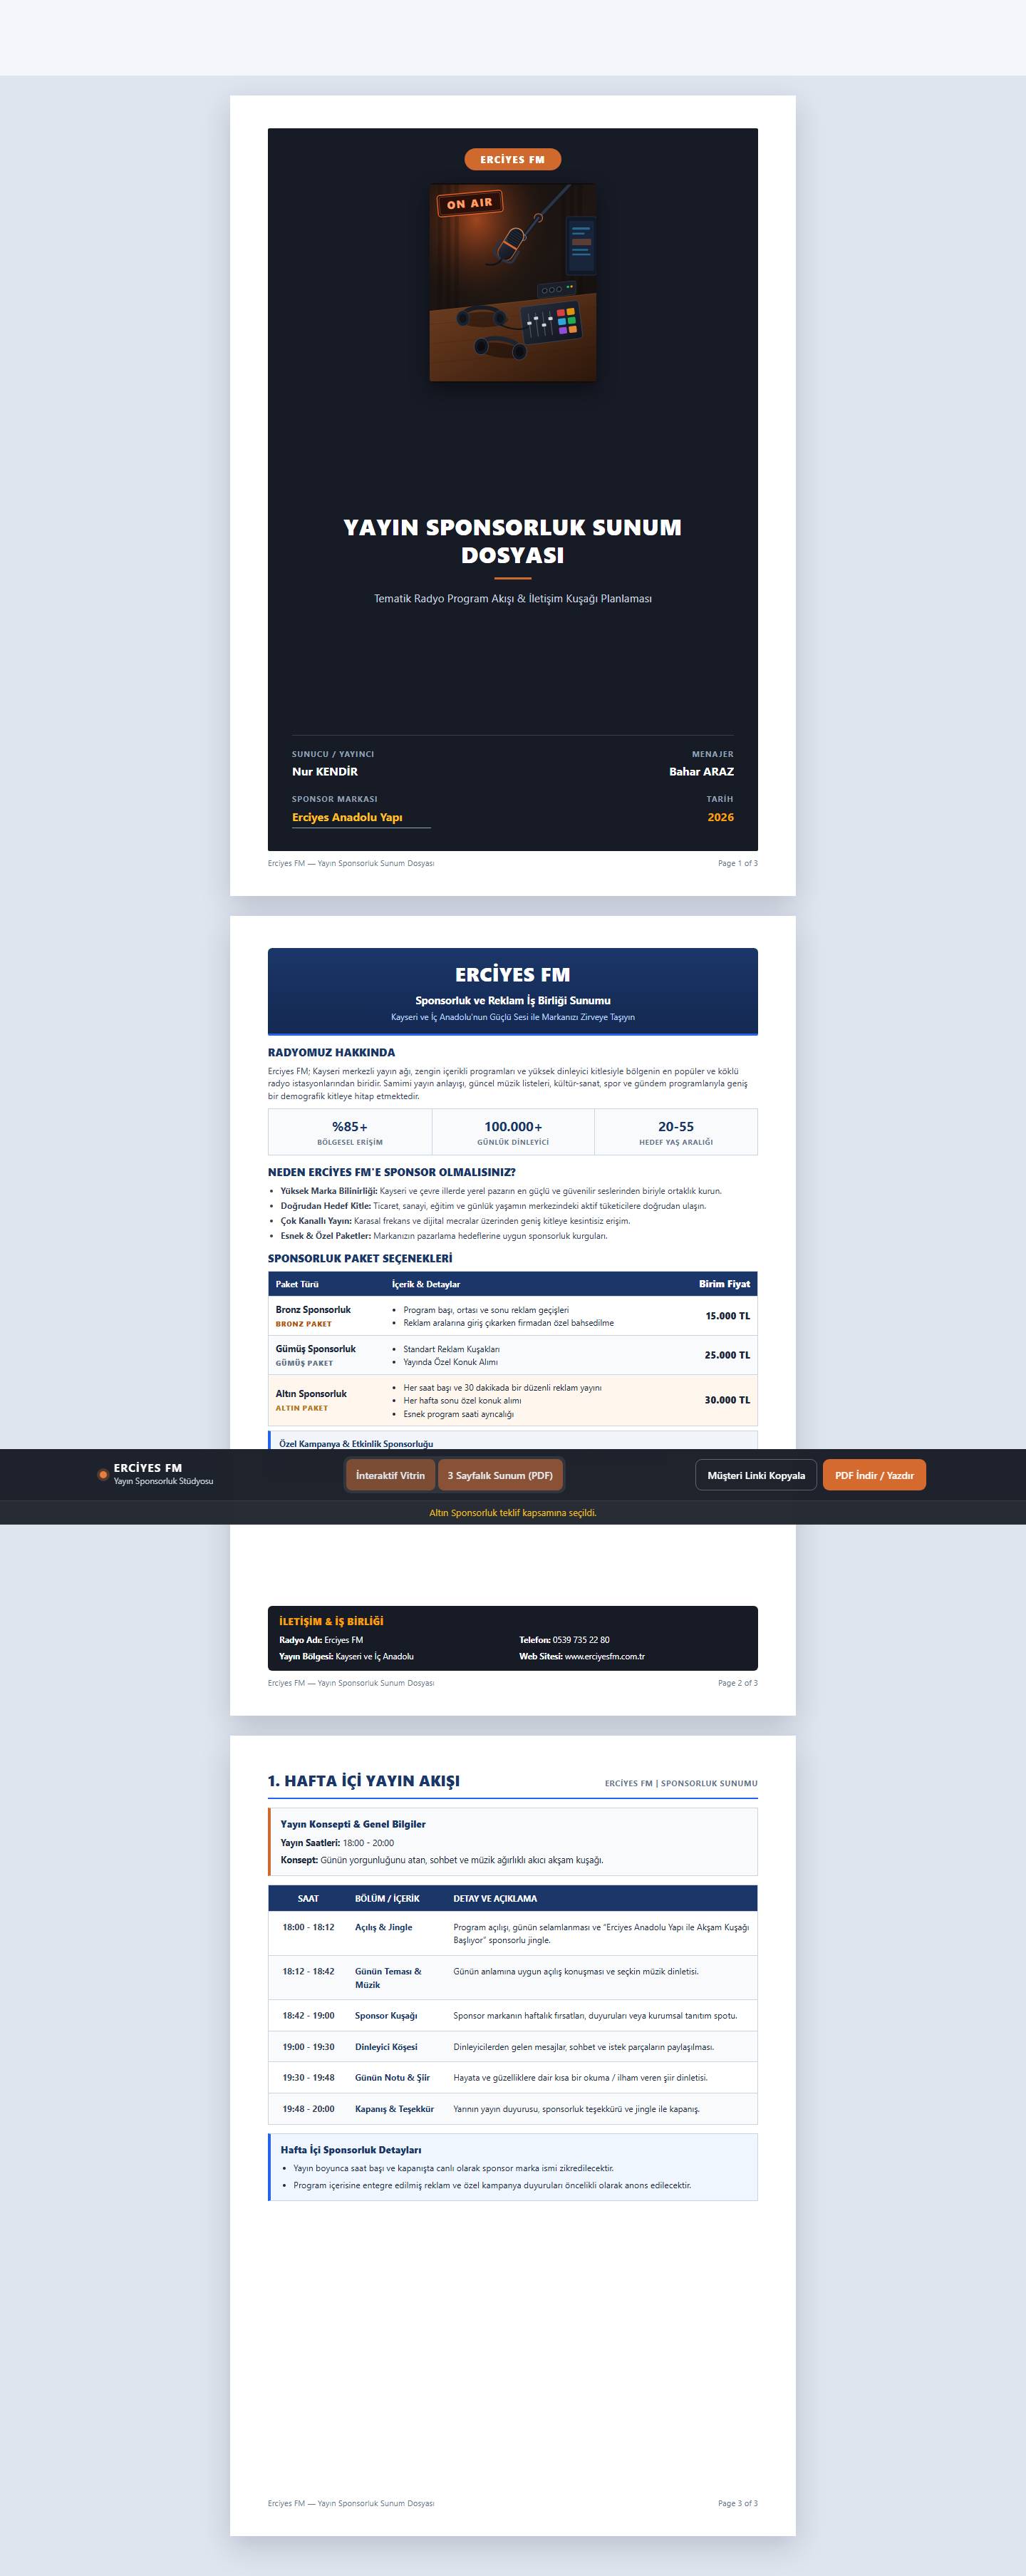 ERCİYES FM
ON AIR
YAYIN SPONSORLUK SUNUM
DOSYASI
Tematik Radyo Program Akışı & İletişim Kuşağı Planlaması
SUNUCU / YAYINCI
MENAJER
Nur KENDİR
Bahar ARAZ
SPONSOR MARKASI
TARİH
Erciyes Anadolu Yapı
2026
Erciyes FM — Yayın Sponsorluk Sunum Dosyası
Page 1 of 3
ERCİYES FM
Sponsorluk ve Reklam İş Birliği Sunumu
Kayseri ve İç Anadolu'nun Güçlü Sesi ile Markanızı Zirveye Taşıyın
RADYOMUZ HAKKINDA
Erciyes FM; Kayseri merkezli yayın ağı, zengin içerikli programları ve yüksek dinleyici kitlesiyle bölgenin en popüler ve köklü
radyo istasyonlarından biridir. Samimi yayın anlayışı, güncel müzik listeleri, kültür-sanat, spor ve gündem programlarıyla geniş
bir demografik kitleye hitap etmektedir.
%85+
100.000+
20-55
BÖLGESEL ERİŞİM
GÜNLÜK DİNLEYİCİ
HEDEF YAŞ ARALIĞI
NEDEN ERCİYES FM'E SPONSOR OLMALISINIZ?
• Yüksek Marka Bilinirliği: Kayseri ve çevre illerde yerel pazarın en güçlü ve güvenilir seslerinden biriyle ortaklık kurun.
• Doğrudan Hedef Kitle: Ticaret, sanayi, eğitim ve günlük yaşamın merkezindeki aktif tüketicilere doğrudan ulaşın.
• Çok Kanallı Yayın: Karasal frekans ve dijital mecralar üzerinden geniş kitleye kesintisiz erişim.
• Esnek & Özel Paketler: Markanızın pazarlama hedeflerine uygun sponsorluk kurguları.
SPONSORLUK PAKET SEÇENEKLERİ
Paket Türü
İçerik & Detaylar
Birim Fiyat
Bronz Sponsorluk
BRONZ PAKET
• Program başı, ortası ve sonu reklam geçişleri
• Reklam aralarına giriş çıkarken firmadan özel bahsedilme
15.000 TL
Gümüş Sponsorluk
GÜMÜŞ PAKET
• Standart Reklam Kuşakları
• Yayında Özel Konuk Alımı
25.000 TL
Altın Sponsorluk
ALTIN PAKET
• Her saat başı ve 30 dakikada bir düzenli reklam yayını
• Her hafta sonu özel konuk alımı
• Esnek program saati ayrıcalığı
30.000 TL
Özel Kampanya & Etkinlik Sponsorluğu
ERCİYES FM
Yayın Sponsorluk Stüdyosu
İnteraktif Vitrin
3 Sayfalık Sunum (PDF)
Müşteri Linki Kopyala
PDF İndir / Yazdır
Altın Sponsorluk teklif kapsamına seçildi.
İLETİŞİM & İŞ BİRLİĞİ
Radyo Adı: Erciyes FM
Telefon: 0539 735 22 80
Yayın Bölgesi: Kayseri ve İç Anadolu
Web Sitesi: www.erciyesfm.com.tr
Erciyes FM — Yayın Sponsorluk Sunum Dosyası
Page 2 of 3
1. HAFTA İÇİ YAYIN AKIŞI
ERCİYES FM | SPONSORLUK SUNUMU
Yayın Konsepti & Genel Bilgiler
Yayın Saatleri: 18:00 - 20:00
Konsept: Günün yorgunluğunu atan, sohbet ve müzik ağırlıklı akıcı akşam kuşağı.
SAAT
BÖLÜM / İÇERİK
DETAY VE AÇIKLAMA
18:00 - 18:12
Açılış & Jingle
Program açılışı, günün selamlanması ve "Erciyes Anadolu Yapı ile Akşam Kuşağı
Başlıyor" sponsorlu jingle.
18:12 - 18:42
Günün Teması &
Müzik
Günün anlamına uygun açılış konuşması ve seçkin müzik dinletisi.
18:42 - 19:00
Sponsor Kuşağı
Sponsor markanın haftalık fırsatları, duyuruları veya kurumsal tanıtım spotu.
19:00 - 19:30
Dinleyici Köşesi
Dinleyicilerden gelen mesajlar, sohbet ve istek parçaların paylaşılması.
19:30 - 19:48
Günün Notu & Şiir
Hayata ve güzelliklere dair kısa bir okuma / ilham veren şiir dinletisi.
19:48 - 20:00
Kapanış & Teşekkür
Yarının yayın duyurusu, sponsorluk teşekkürü ve jingle ile kapanış.
Hafta İçi Sponsorluk Detayları
• Yayın boyunca saat başı ve kapanışta canlı olarak sponsor marka ismi zikredilecektir.
• Program içerisine entegre edilmiş reklam ve özel kampanya duyuruları öncelikli olarak anons edilecektir.
Erciyes FM — Yayın Sponsorluk Sunum Dosyası
Page 3 of 3